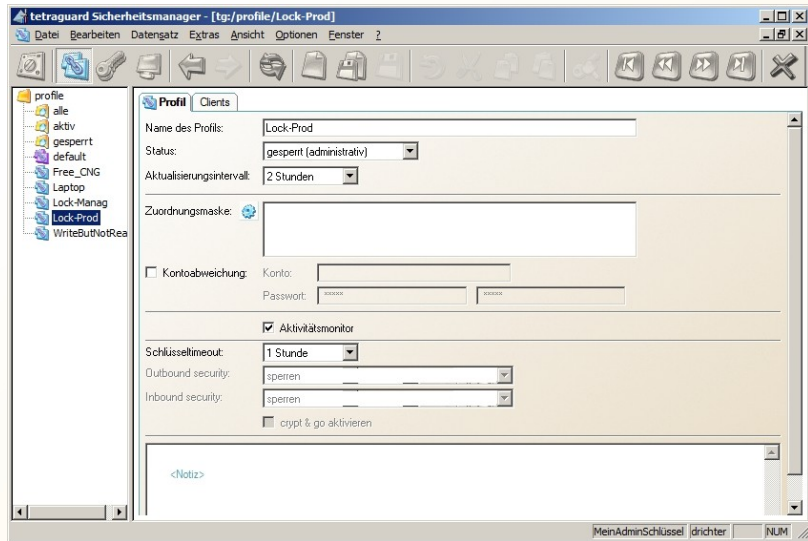 tetraguard Sicherheitsmanager - [tg:/profile/Lock-Prod]
Datei Bearbeiten Datensatz Extras Ansicht Optionen Fenster ?
profile
alle
aktiv
gesperrt
default
Free_CNG
Laptop
Lock-Manag
Lock-Prod
WriteButNotRea
Profil Clients
Name des Profils: Lock-Prod
Status: gesperrt (administrativ)
Aktualisierungsintervall: 2 Stunden
Zuordnungsmaske:
Kontoabweichung: Konto:
Passwort: ***** *****
Aktivitätsmonitor
Schlüsseltimeout: 1 Stunde
Outbound security: sperren
Inbound security: sperren
crypt & go aktivieren
<Notiz>
MeinAdminSchlüssel drichter NUM